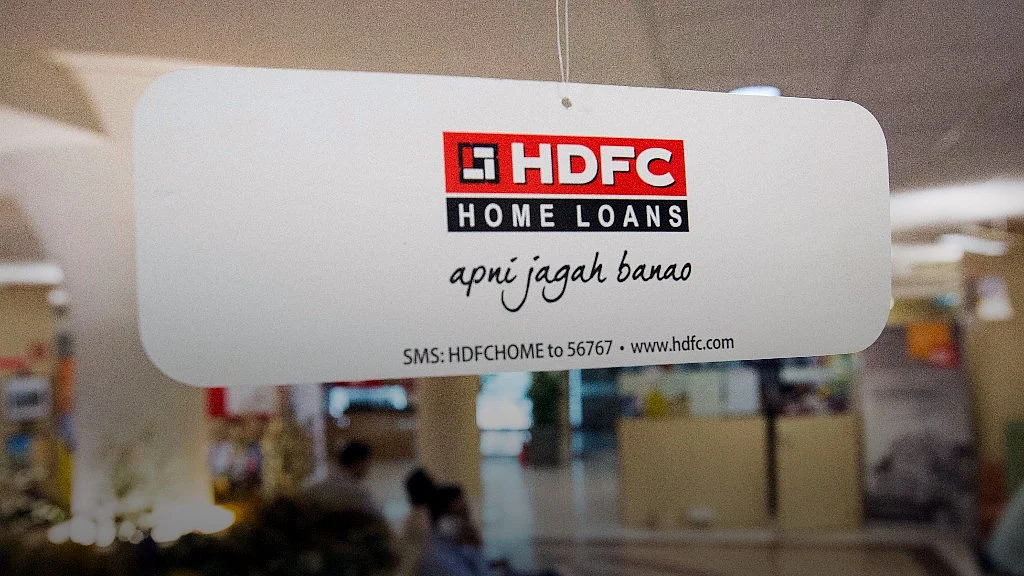 HDFC
HOME LOANS
apni jagah banao
SMS: HDFCHOME to 56767 • www.hdfc.com